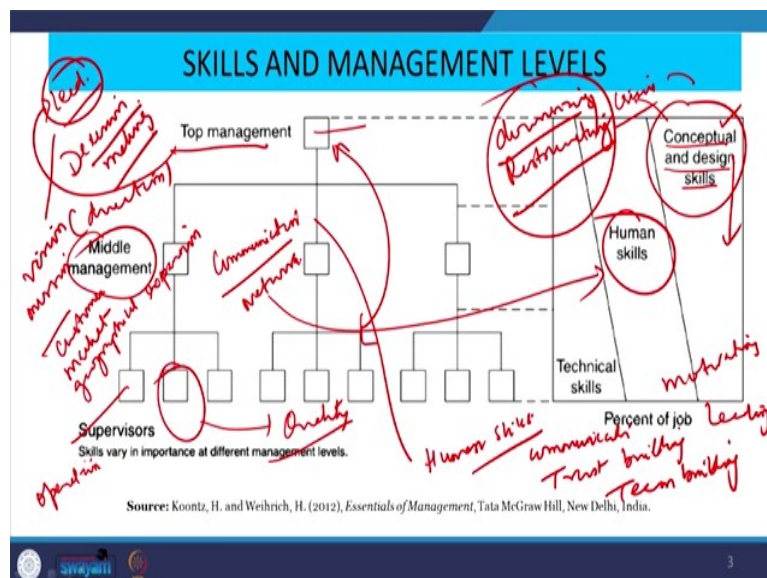 SKILLS AND MANAGEMENT LEVELS
Decision
making
Top management
downsizing
Restructuring
crisis
Conceptual
and design
skills
vision (direction)
mission
Middle
management
Customer
market
geographical expansion
Communication
network
Human
skills
Technical
skills
motivating
Percent of job
leading
Supervisors
Quality
Skills vary in importance at different management levels.
operation
Human skills
communicate
Trust building
Team building
Source: Koontz, H. and Weihrich, H. (2012), Essentials of Management, Tata McGraw Hill, New Delhi, India.
swayam
3